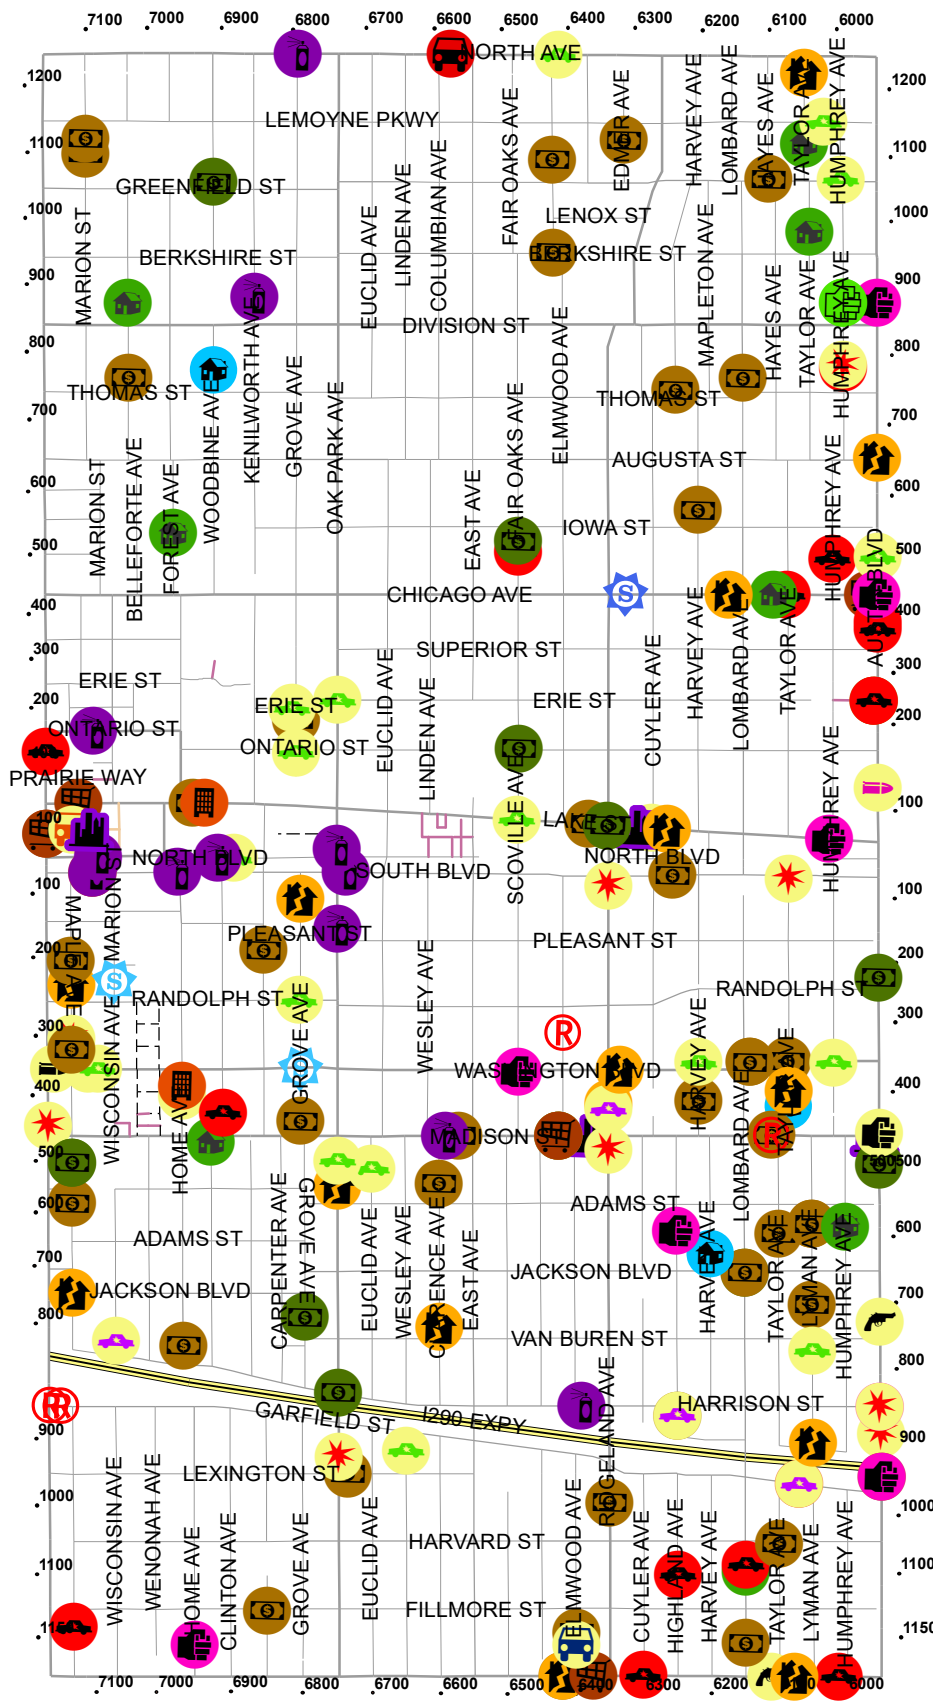 7100 7000 6900 6800 6700 6600 6500 6400 6300 6200 6100 6000
NORTH AVE
1200
1200
LEMOYNE PKWY
FAIR OAKS AVE
HARVEY AVE
LOMBARD AVE
HAYES AVE
HUMPHREY AVE
1100
1100
GREENFIELD ST
1000
1000
MARION ST
EUCLID AVE
LINDEN AVE
COLUMBIAN AVE
LENOX ST
BERKSHIRE ST
BERKSHIRE ST
900
900
DIVISION ST
MAPLETON AVE
HAYES AVE
TAYLOR AVE
HUMPHREY AVE
800
800
THOMAS ST
THOMAS ST
KENILWORTH AVE
GROVE AVE
OAK PARK AVE
ELMWOOD AVE
700
700
MARION ST
BELLEFORTE AVE
FOREST AVE
WOODBINE AVE
EAST AVE
FAIR OAKS AVE
AUGUSTA ST
HUMPHREY AVE
600
600
IOWA ST
500
500
CHICAGO AVE
S
400
400
SUPERIOR ST
HARVEY AVE
LOMBARD AVE
TAYLOR AVE
300
300
ERIE ST
ERIE ST
ERIE ST
EUCLID AVE
LINDEN AVE
CUYLER AVE
200
200
ONTARIO ST
ONTARIO ST
PRAIRIE WAY
SCOVILLE AVE
HUMPHREY AVE
100
100
NORTH BLVD
NORTH BLVD
SOUTH BLVD
100
100
MARION ST
PLEASANT ST
PLEASANT ST
200
200
S
RANDOLPH ST
RANDOLPH ST
300
300
WISCONSIN AVE
GROVE AVE
WESLEY AVE
R
HARVEY AVE
WASHINGTON BLVD
400
400
HOME AVE
LOMBARD AVE
MADISON ST
R
500
500
CARPENTER AVE
GROVE AVE
EUCLID AVE
WESLEY AVE
CLARENCE AVE
EAST AVE
ADAMS ST
ADAMS ST
600
600
HARVEY AVE
TAYLOR AVE
LYMAN AVE
HUMPHREY AVE
700
700
JACKSON BLVD
JACKSON BLVD
800
800
VAN BUREN ST
RIDGELAND AVE
HARRISON ST
R R
GARFIELD ST
I290 EXPY
900
900
LEXINGTON ST
WISCONSIN AVE
WENONAH AVE
HOME AVE
CLINTON AVE
GROVE AVE
EUCLID AVE
1000
1000
HARVARD ST
ELMWOOD AVE
CUYLER AVE
HIGHLAND AVE
HARVEY AVE
TAYLOR AVE
LYMAN AVE
HUMPHREY AVE
1100
1100
FILLMORE ST
1150
1150
7100 7000 6900 6800 6700 6600 6500 6400 6300 6200 6100 6000